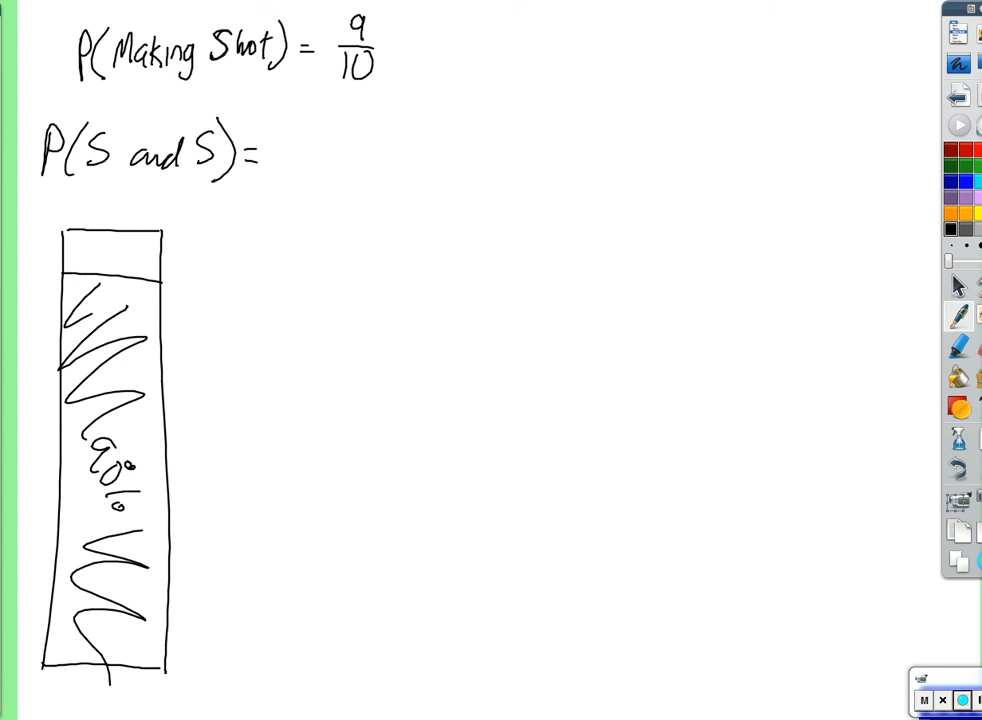 P(Making Shot) = 9/10
P(S and S) =
90%
M